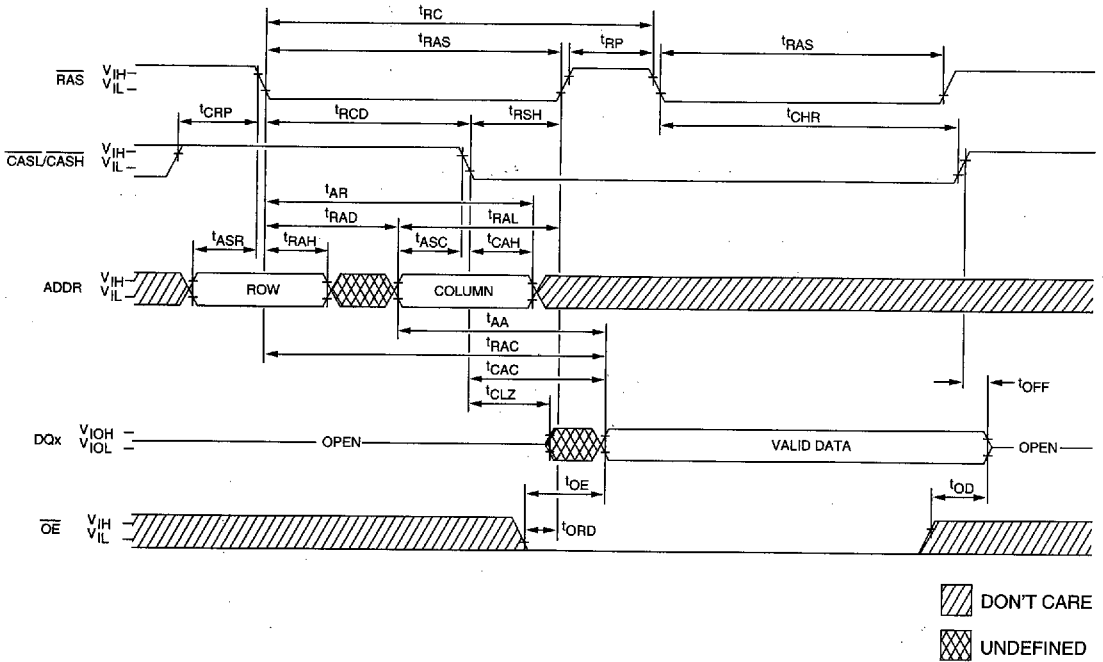 tRC
tRAS tRP tRAS
RAS VIH
VIL
tCRP tRCD tRSH tCHR
CASL/CASH VIH
VIL
tAR
tRAD tRAL
tASR tRAH tASC tCAH
ADDR VIH
VIL
ROW COLUMN
tAA
tRAC
tCAC
tCLZ tOFF
DQx VIOH
VIOL
OPEN VALID DATA OPEN
tOE tOD
OE VIH
VIL
tORD
DON'T CARE
UNDEFINED